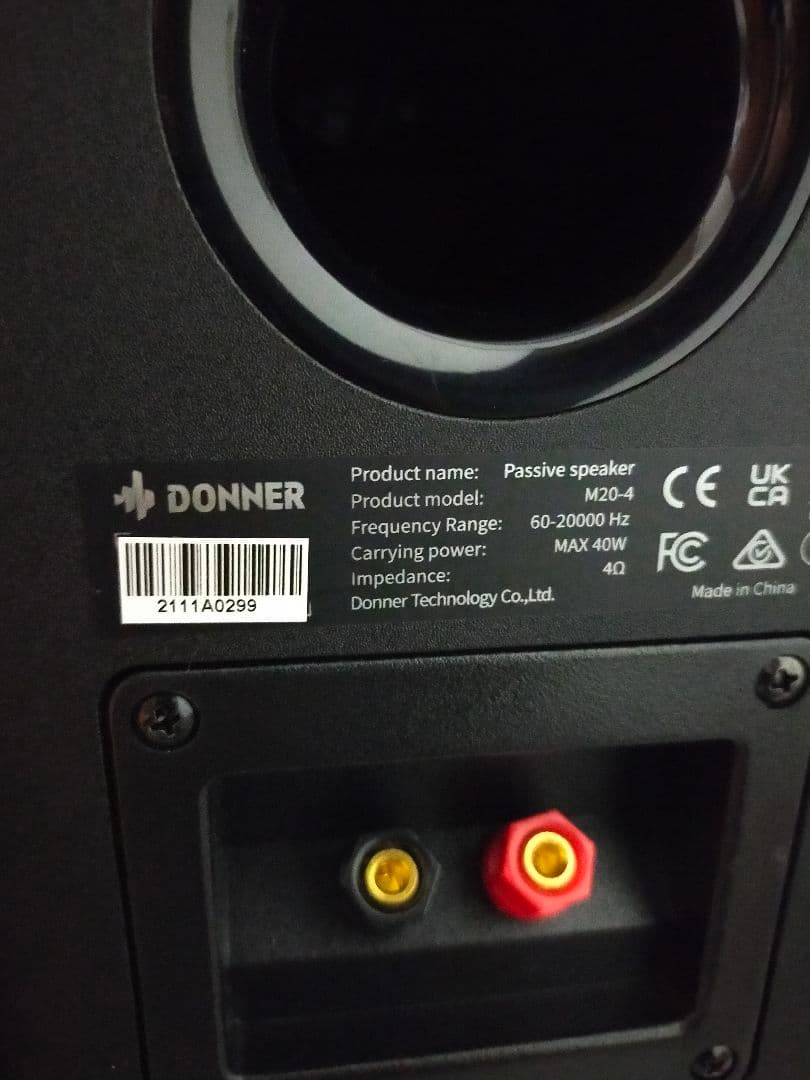 DONNER
2111A0299
Product name: Passive speaker
Product model: M20-4
Frequency Range: 60-20000 Hz
Carrying power: MAX 40W
Impedance: 4Ω
Donner Technology Co.,Ltd.
CE
UK
CA
FC
Made in China